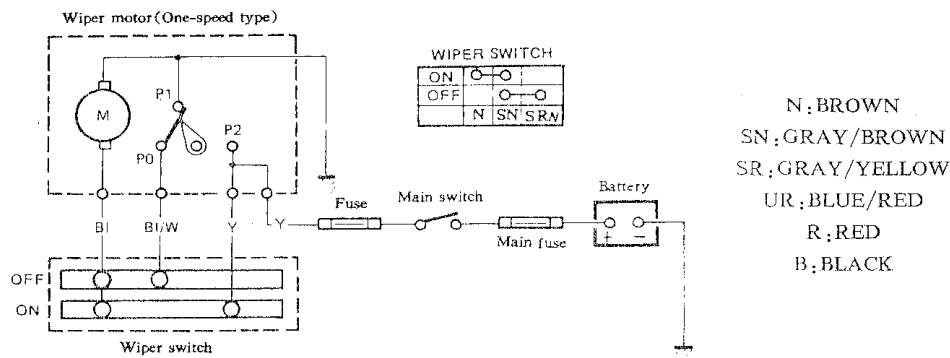 Wiper motor (One-speed type)
M
P1
P0
P2
Bl
Bl/W
Y
Y
OFF
ON
Wiper switch
WIPER SWITCH
ON
OFF
N SN SRN
Fuse
Main switch
Main fuse
Battery
+ −
N:BROWN
SN:GRAY/BROWN
SR:GRAY/YELLOW
UR:BLUE/RED
R:RED
B:BLACK